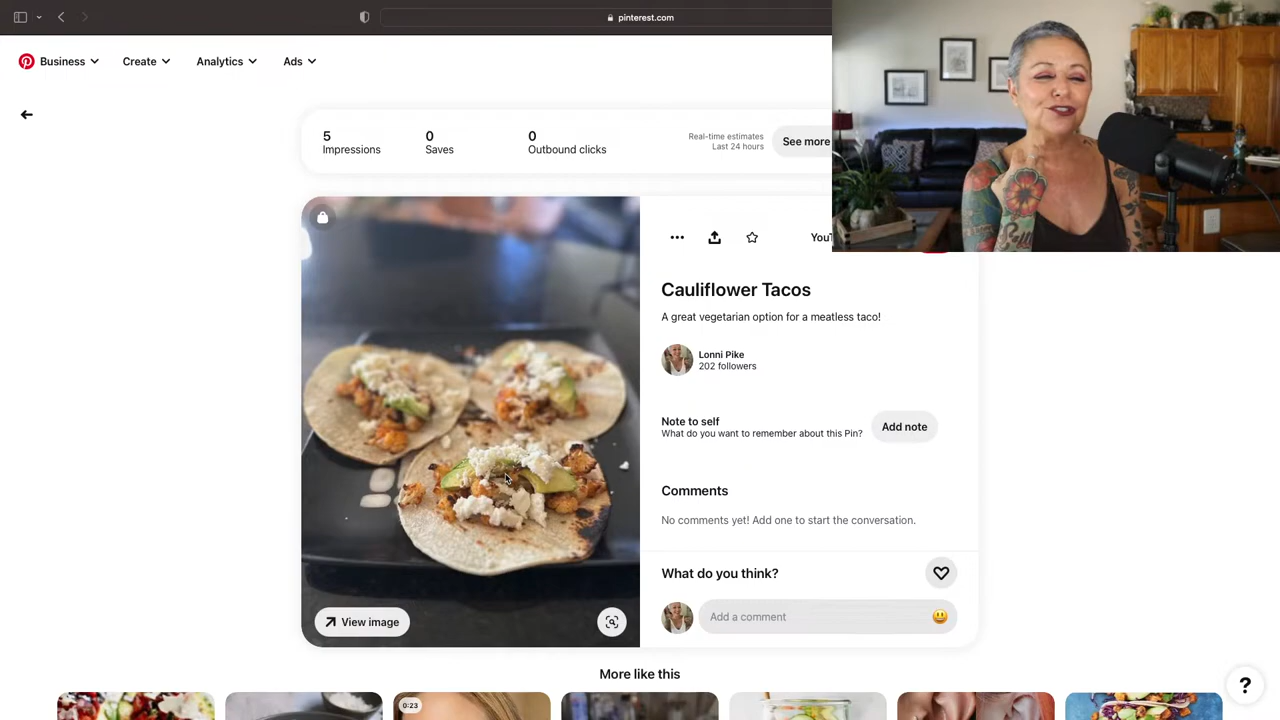 pinterest.com
Business
Create
Analytics
Ads
5
Impressions
0
Saves
0
Outbound clicks
Real-time estimates
Last 24 hours
See more
Cauliflower Tacos
A great vegetarian option for a meatless taco!
Lonni Pike
202 followers
Note to self
What do you want to remember about this Pin?
Add note
Comments
No comments yet! Add one to start the conversation.
What do you think?
Add a comment
View image
More like this
0:23
?